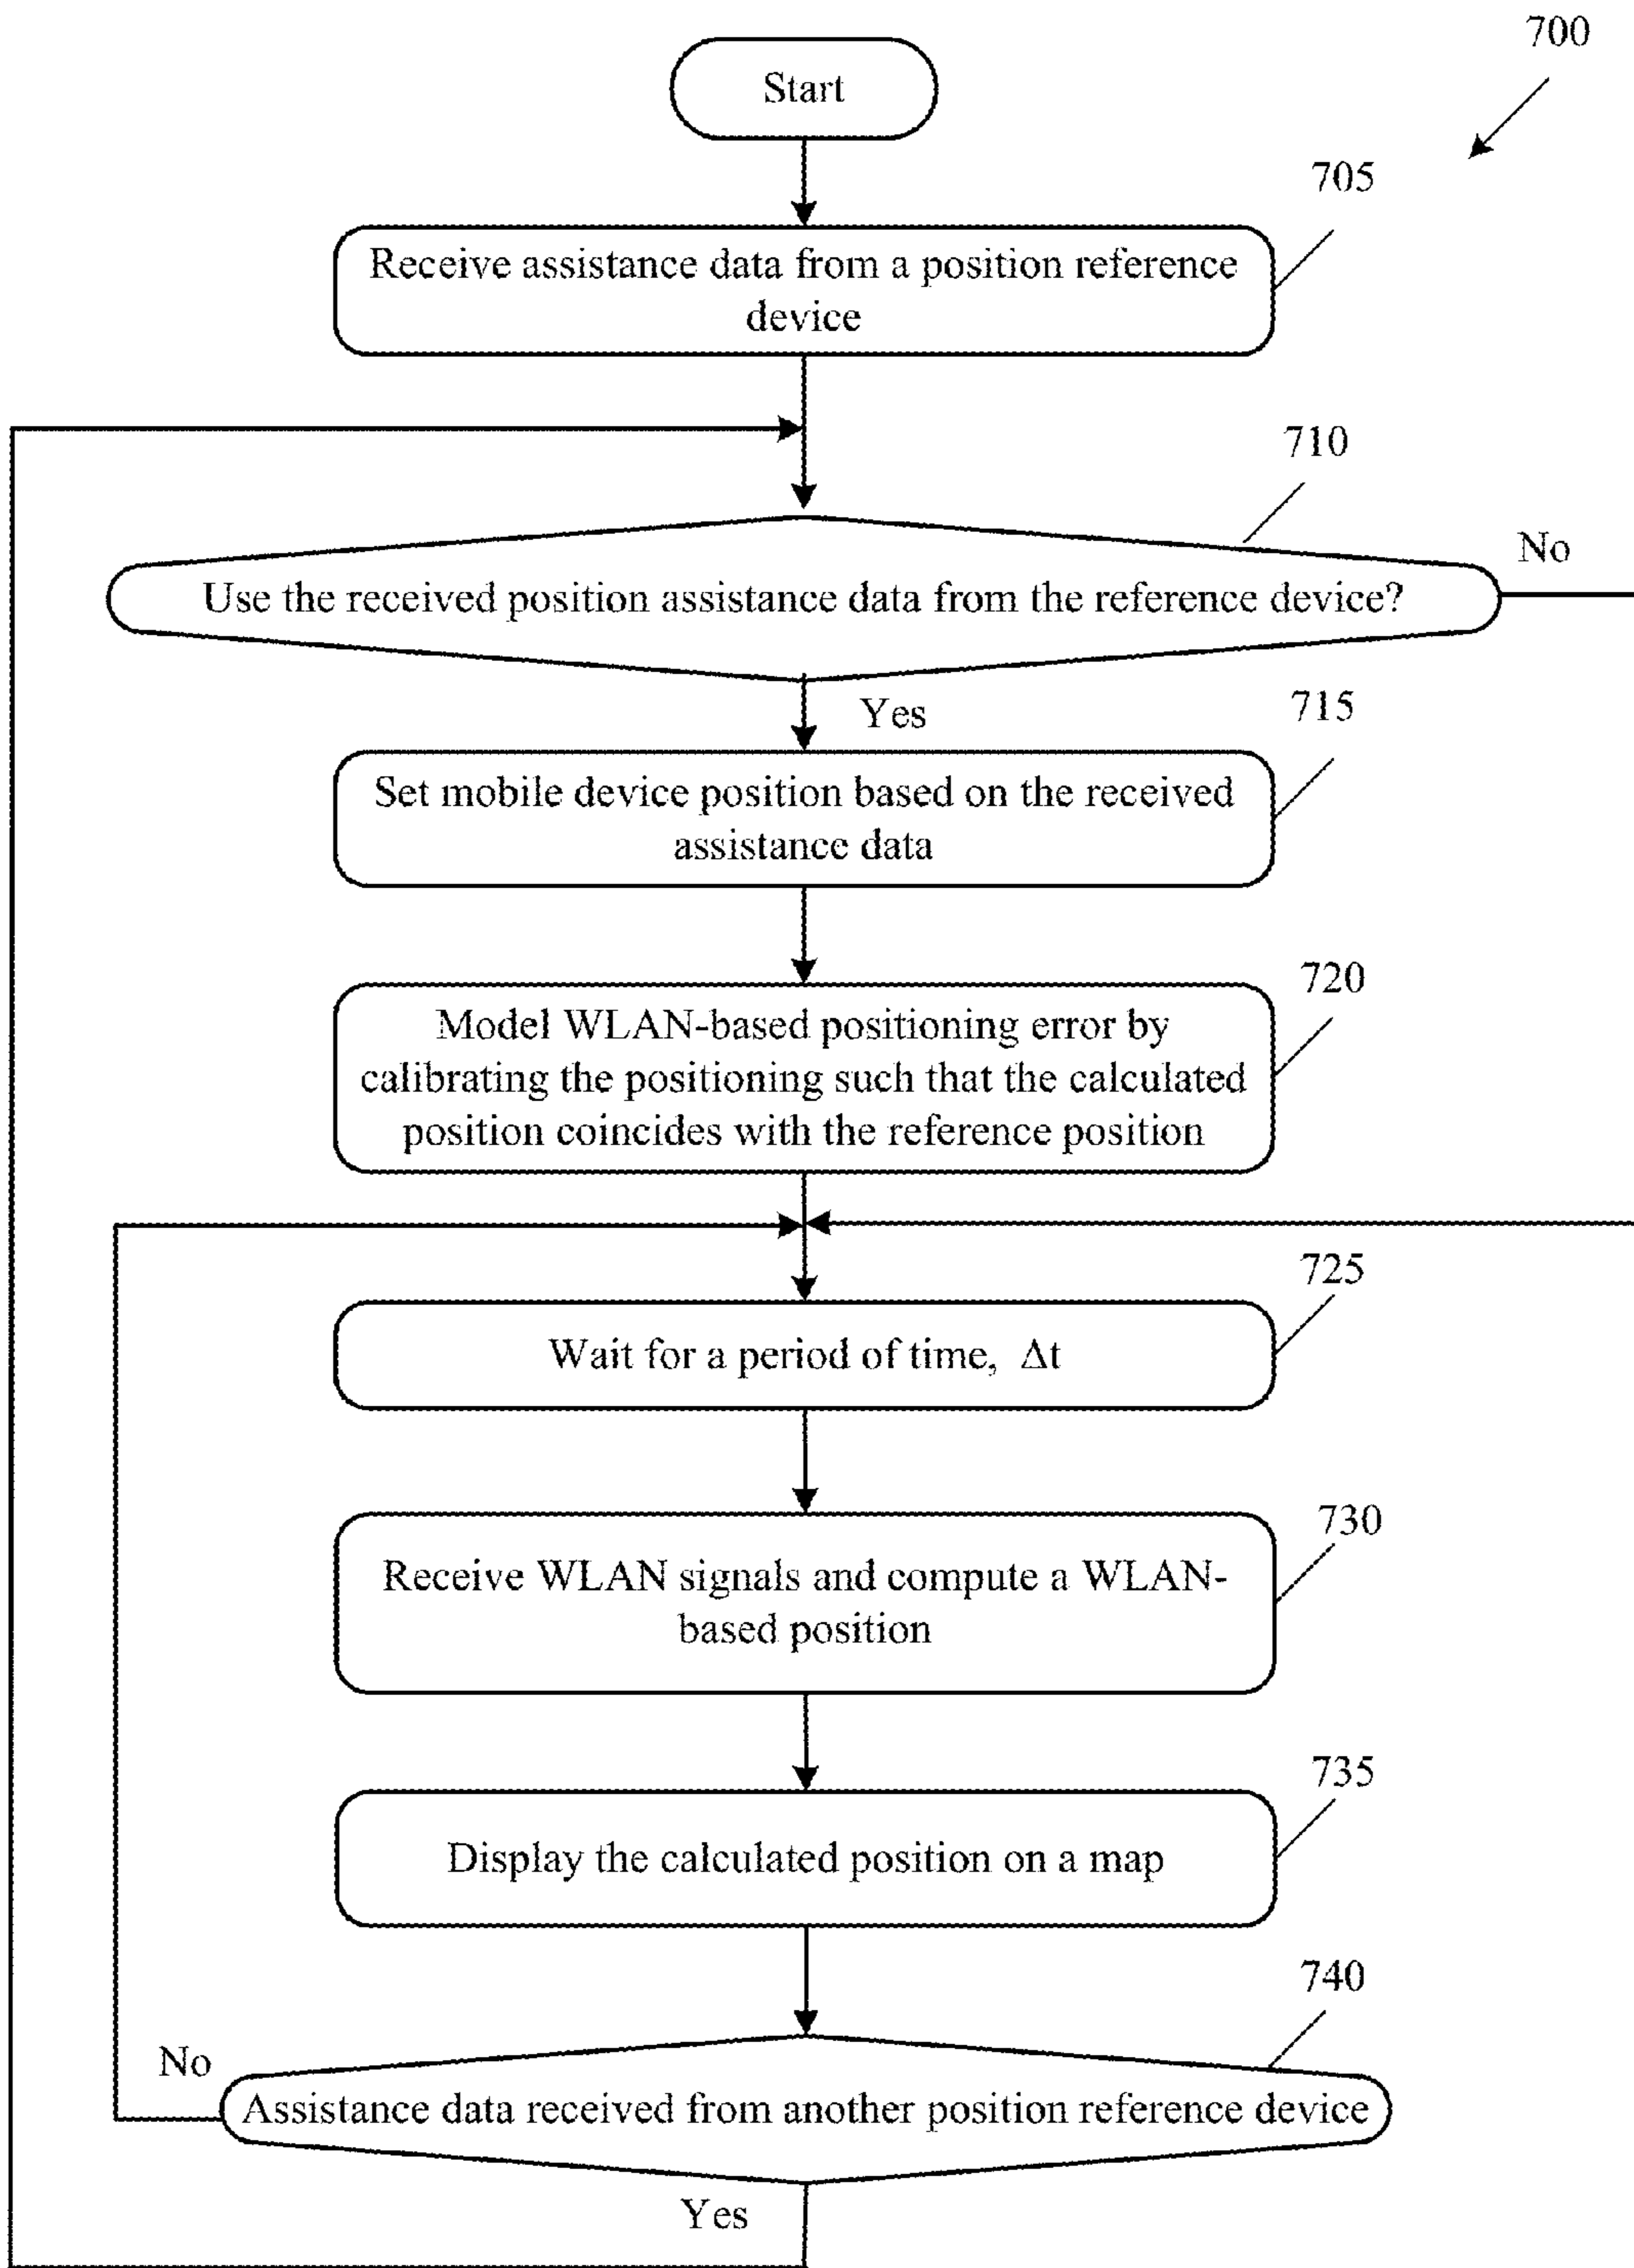 700
Start
705
Receive assistance data from a position reference
device
710
Use the received position assistance data from the reference device?
No
Yes
715
Set mobile device position based on the received
assistance data
720
Model WLAN-based positioning error by
calibrating the positioning such that the calculated
position coincides with the reference position
725
Wait for a period of time, Δt
730
Receive WLAN signals and compute a WLAN-
based position
735
Display the calculated position on a map
740
No
Assistance data received from another position reference device
Yes